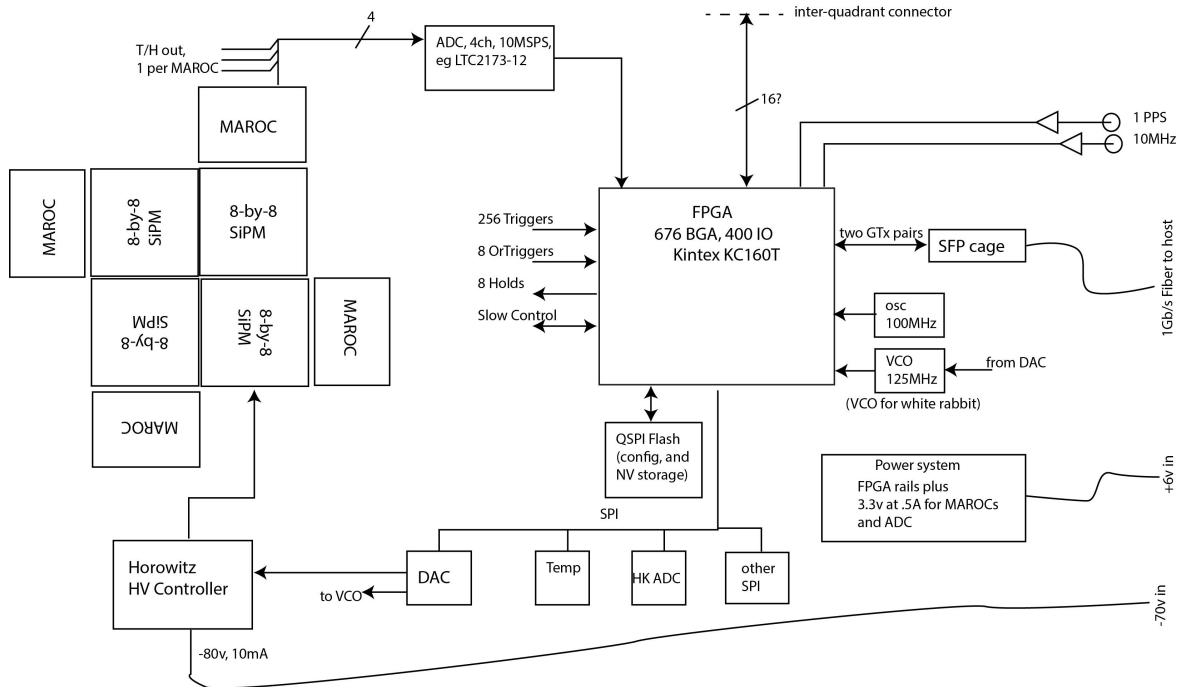 inter-quadrant connector
4
T/H out,
1 per MAROC
ADC, 4ch, 10MSPS,
eg LTC2173-12
16?
1 PPS
10MHz
MAROC
MAROC
8-by-8
SiPM
8-by-8
SiPM
8-by-8
SiPM
8-by-8
SiPM
MAROC
MAROC
256 Triggers
8 OrTriggers
8 Holds
Slow Control
FPGA
676 BGA, 400 IO
Kintex KC160T
two GTx pairs
SFP cage
1Gb/s Fiber to host
osc
100MHz
VCO
125MHz
from DAC
(VCO for white rabbit)
QSPI Flash
(config, and
NV storage)
Power system
FPGA rails plus
3.3v at .5A for MAROCs
and ADC
+6v in
SPI
Horowitz
HV Controller
DAC
to VCO
Temp
HK ADC
other
SPI
-70v in
-80v, 10mA